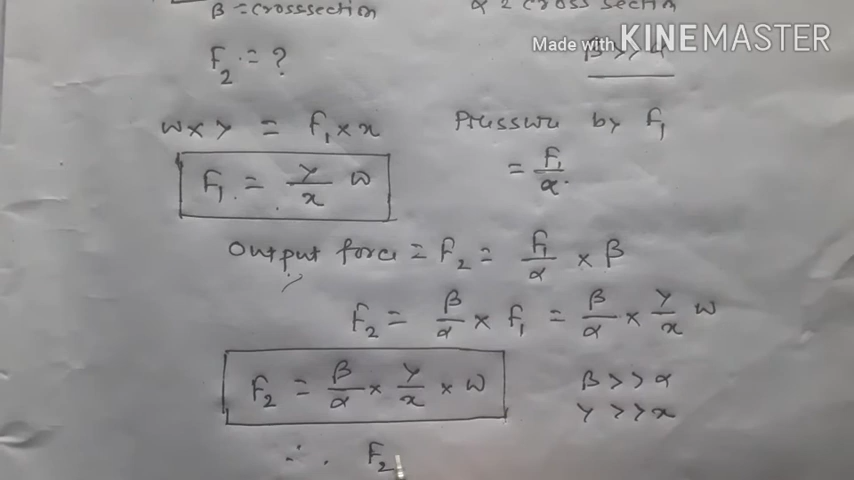 β = crosssection α = cross section
Made with KINEMASTER
F₂ = ? β >> α
w × y = F₁ × x Pressure by F₁
F₁ = y/x w = F₁/α
Output force = F₂ = F₁/α × β
F₂ = β/α × F₁ = β/α × y/x w
F₂ = β/α × y/x × w β >> α
y >> x
∴ F₂